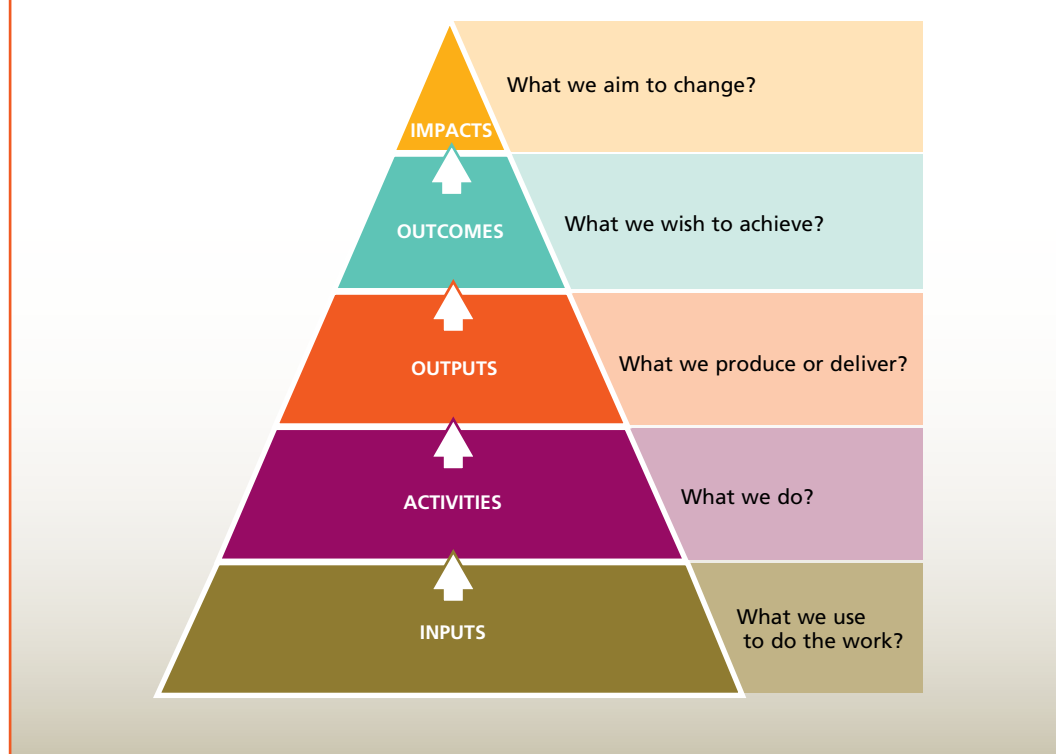 What we aim to change?
IMPACTS
What we wish to achieve?
OUTCOMES
What we produce or deliver?
OUTPUTS
What we do?
ACTIVITIES
What we use
to do the work?
INPUTS